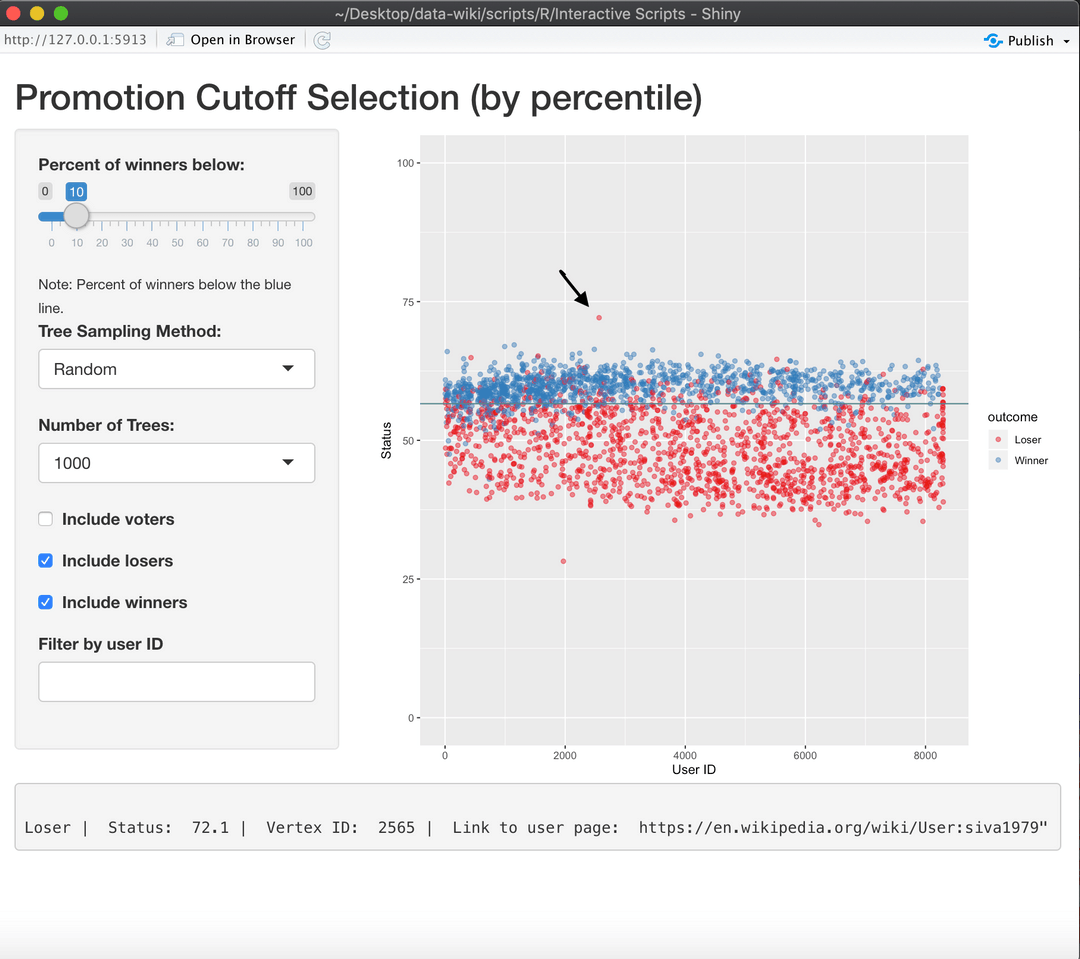 ~/Desktop/data-wiki/scripts/R/Interactive Scripts - Shiny
http://127.0.0.1:5913 Open in Browser Publish
Promotion Cutoff Selection (by percentile)
Percent of winners below:
0 10 100
0 10 20 30 40 50 60 70 80 90 100
Note: Percent of winners below the blue
line.
Tree Sampling Method:
Random
Number of Trees:
1000
Include voters
Include losers
Include winners
Filter by user ID
100
75
50
25
0
Status
0 2000 4000 6000 8000
User ID
outcome
Loser
Winner
Loser | Status: 72.1 | Vertex ID: 2565 | Link to user page: https://en.wikipedia.org/wiki/User:siva1979"